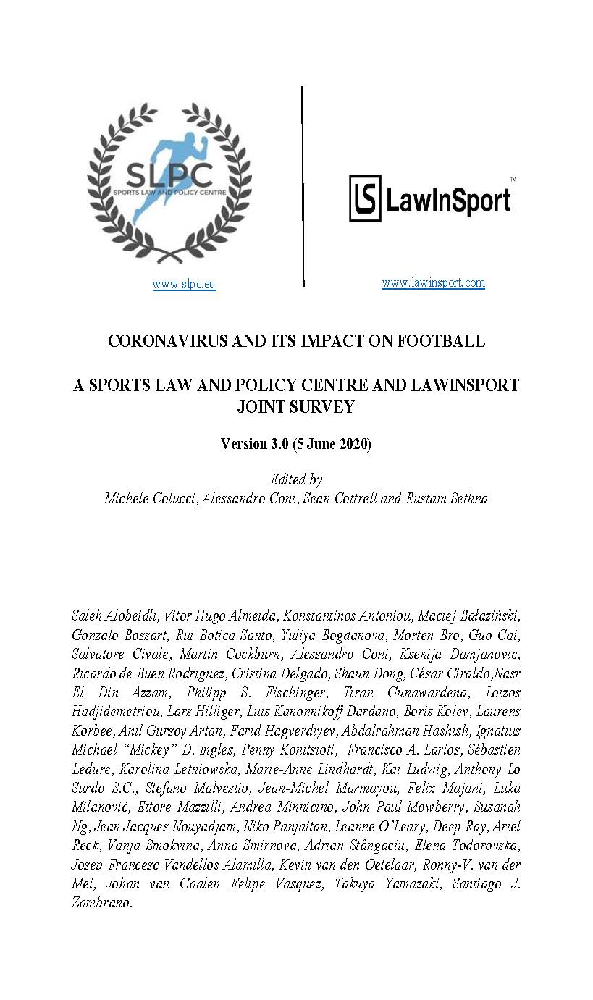 SLPC
SPORTS LAW AND POLICY CENTRE
www.slpc.eu
LS LawInSport™
www.lawinsport.com
CORONAVIRUS AND ITS IMPACT ON FOOTBALL
A SPORTS LAW AND POLICY CENTRE AND LAWINSPORT
JOINT SURVEY
Version 3.0 (5 June 2020)
Edited by
Michele Colucci, Alessandro Coni, Sean Cottrell and Rustam Sethna
Saleh Alobeidli, Vitor Hugo Almeida, Konstantinos Antoniou, Maciej Bałaziński,
Gonzalo Bossart, Rui Botica Santo, Yuliya Bogdanova, Morten Bro, Guo Cai,
Salvatore Civale, Martin Cockburn, Alessandro Coni, Ksenija Damjanovic,
Ricardo de Buen Rodriguez, Cristina Delgado, Shaun Dong, César Giraldo,Nasr
El Din Azzam, Philipp S. Fischinger, Tiran Gunawardena, Loizos
Hadjidemetriou, Lars Hilliger, Luis Kanonnikoff Dardano, Boris Kolev, Laurens
Korbee, Anil Gursoy Artan, Farid Hagverdiyev, Abdalrahman Hashish, Ignatius
Michael “Mickey” D. Ingles, Penny Konitsioti, Francisco A. Larios, Sébastien
Ledure, Karolina Letniowska, Marie-Anne Lindhardt, Kai Ludwig, Anthony Lo
Surdo S.C., Stefano Malvestio, Jean-Michel Marmayou, Felix Majani, Luka
Milanović, Ettore Mazzilli, Andrea Minnicino, John Paul Mowberry, Susanah
Ng, Jean Jacques Nouyadjam, Niko Panjaitan, Leanne O’Leary, Deep Ray, Ariel
Reck, Vanja Smokvina, Anna Smirnova, Adrian Stângaciu, Elena Todorovska,
Josep Francesc Vandellos Alamilla, Kevin van den Oetelaar, Ronny-V. van der
Mei, Johan van Gaalen Felipe Vasquez, Takuya Yamazaki, Santiago J.
Zambrano.